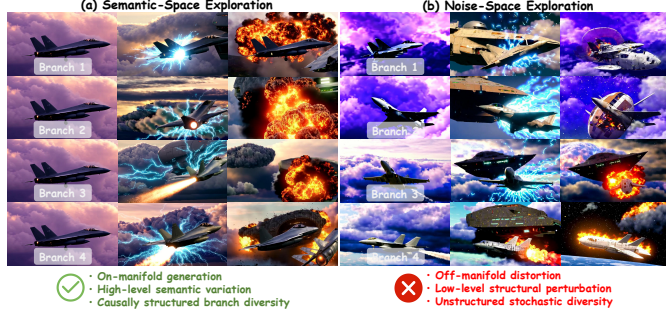 (a) Semantic-Space Exploration
Branch 1
Branch 2
Branch 3
Branch 4
· On-manifold generation
· High-level semantic variation
· Causally structured branch diversity
(b) Noise-Space Exploration
Branch 1
Branch
Branch 3
Branch 4
· Off-manifold distortion
· Low-level structural perturbation
· Unstructured stochastic diversity